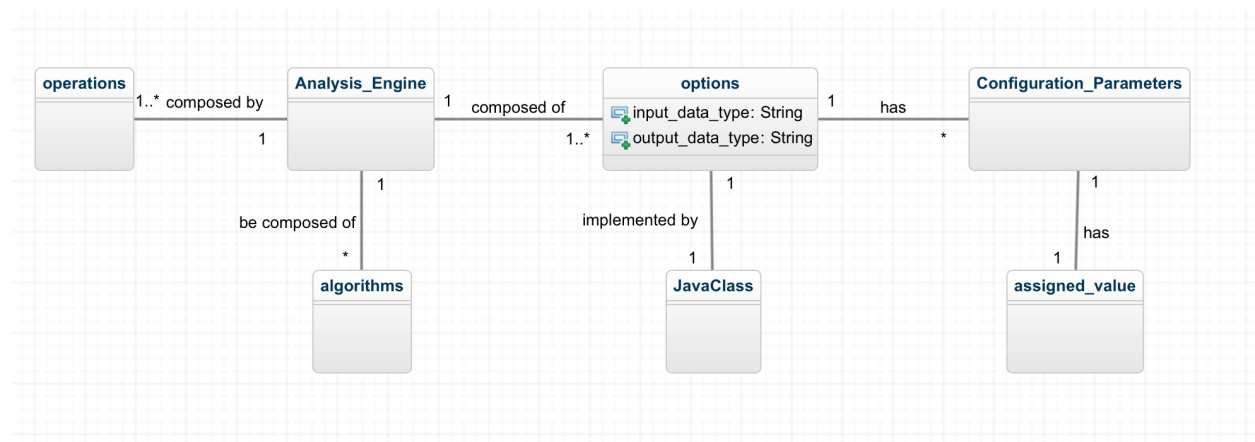 operations
Analysis_Engine
options
Configuration_Parameters
1..* composed by
1
1
composed of
1..*
input_data_type: String
output_data_type: String
1
has
*
1
be composed of
*
1
implemented by
1
1
has
1
algorithms
JavaClass
assigned_value